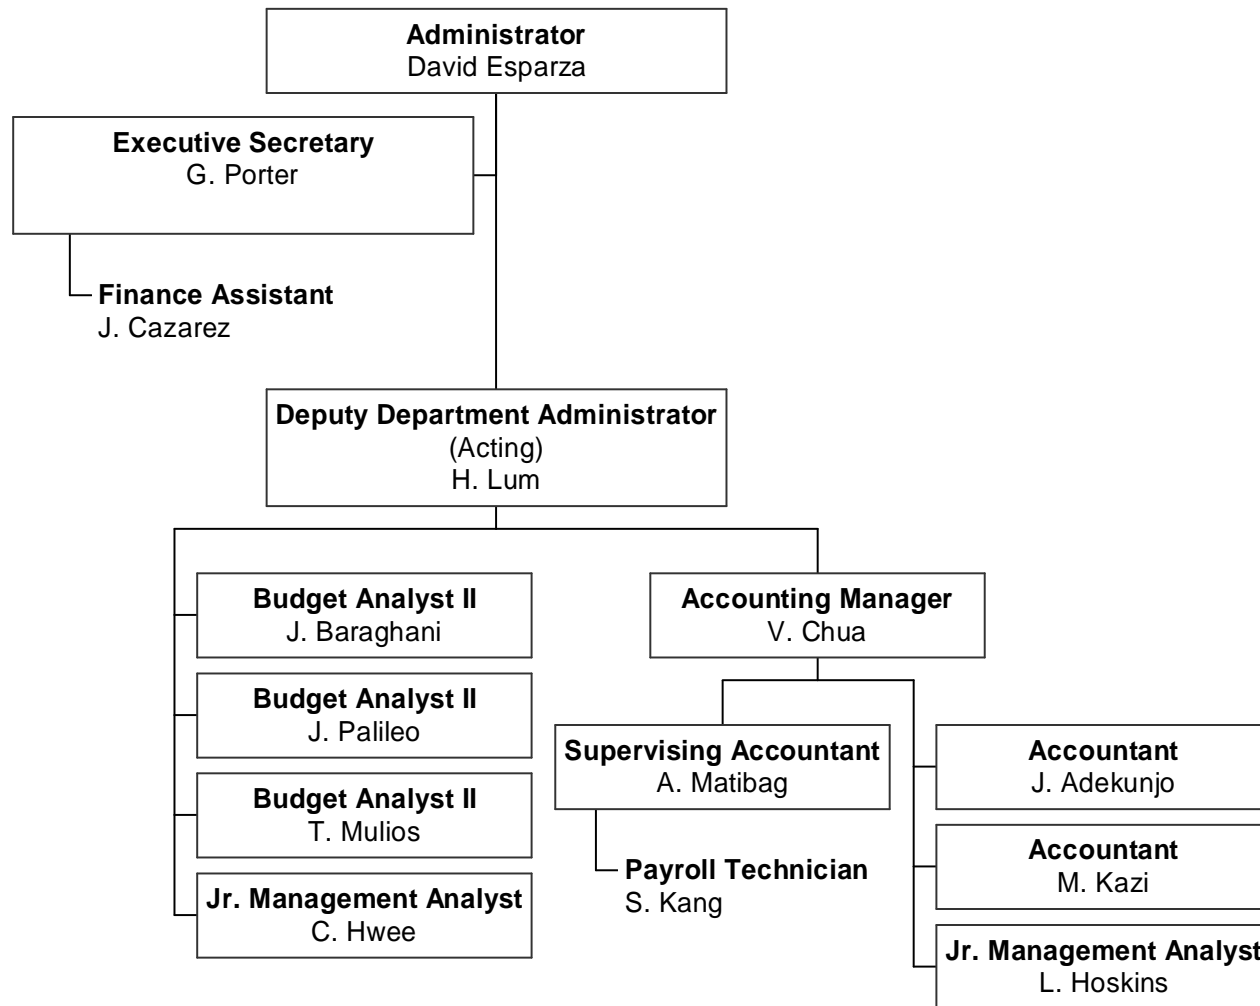 Administrator
David Esparza
Executive Secretary
G. Porter
Finance Assistant
J. Cazarez
Deputy Department Administrator
(Acting)
H. Lum
Budget Analyst II
J. Baraghani
Budget Analyst II
J. Palileo
Budget Analyst II
T. Mulios
Jr. Management Analyst
C. Hwee
Accounting Manager
V. Chua
Supervising Accountant
A. Matibag
Payroll Technician
S. Kang
Accountant
J. Adekunjo
Accountant
M. Kazi
Jr. Management Analyst
L. Hoskins